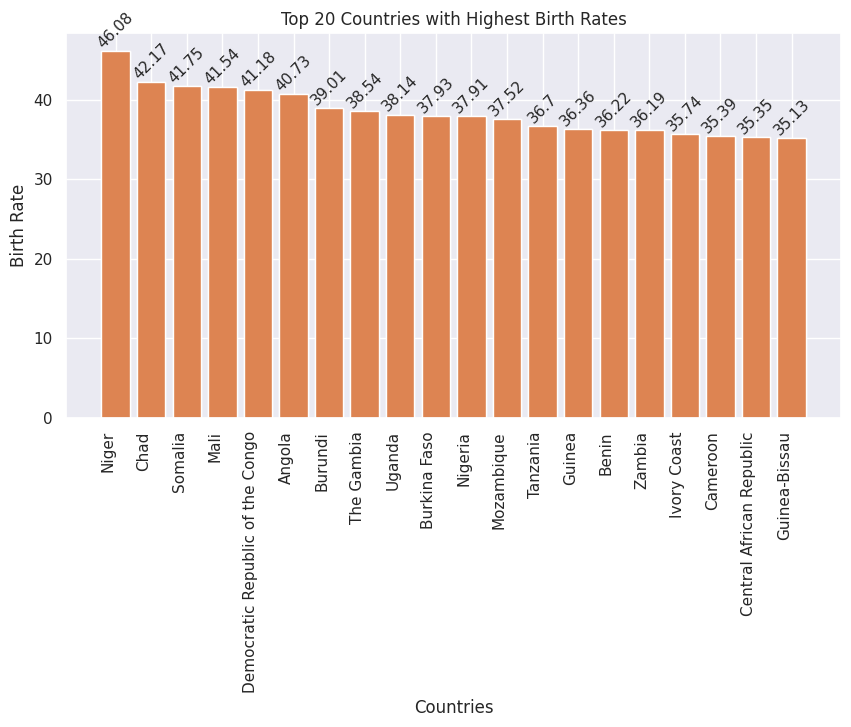 Top 20 Countries with Highest Birth Rates
46.08
42.17
41.75
41.54
41.18
40.73
39.01
38.54
38.14
37.93
37.91
37.52
36.7
36.36
36.22
36.19
35.74
35.39
35.35
35.13
Birth Rate
40
30
20
10
0
Niger
Chad
Somalia
Mali
Democratic Republic of the Congo
Angola
Burundi
The Gambia
Uganda
Burkina Faso
Nigeria
Mozambique
Tanzania
Guinea
Benin
Zambia
Ivory Coast
Cameroon
Central African Republic
Guinea-Bissau
Countries